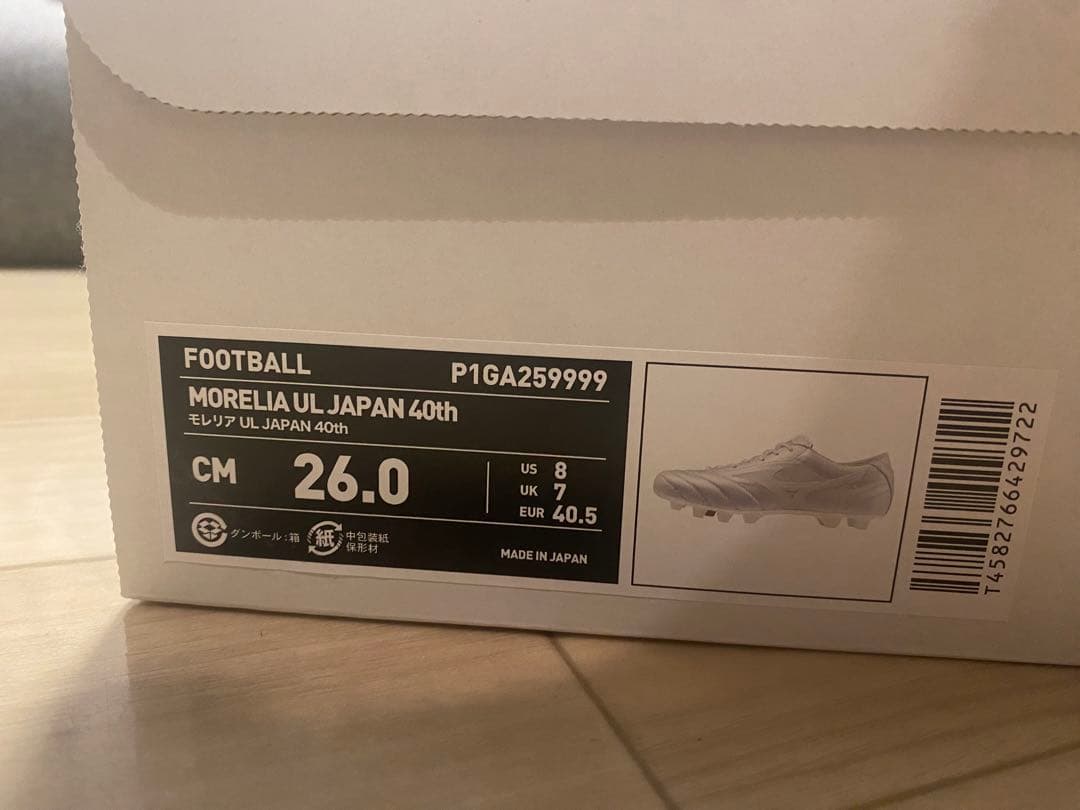 FOOTBALL
P1GA259999
MORELIA UL JAPAN 40th
モレリア UL JAPAN 40th
CM 26.0
US 8
UK 7
EUR 40.5
ダンボール:箱
紙 中包装紙
保形材
MADE IN JAPAN
T4582766429722